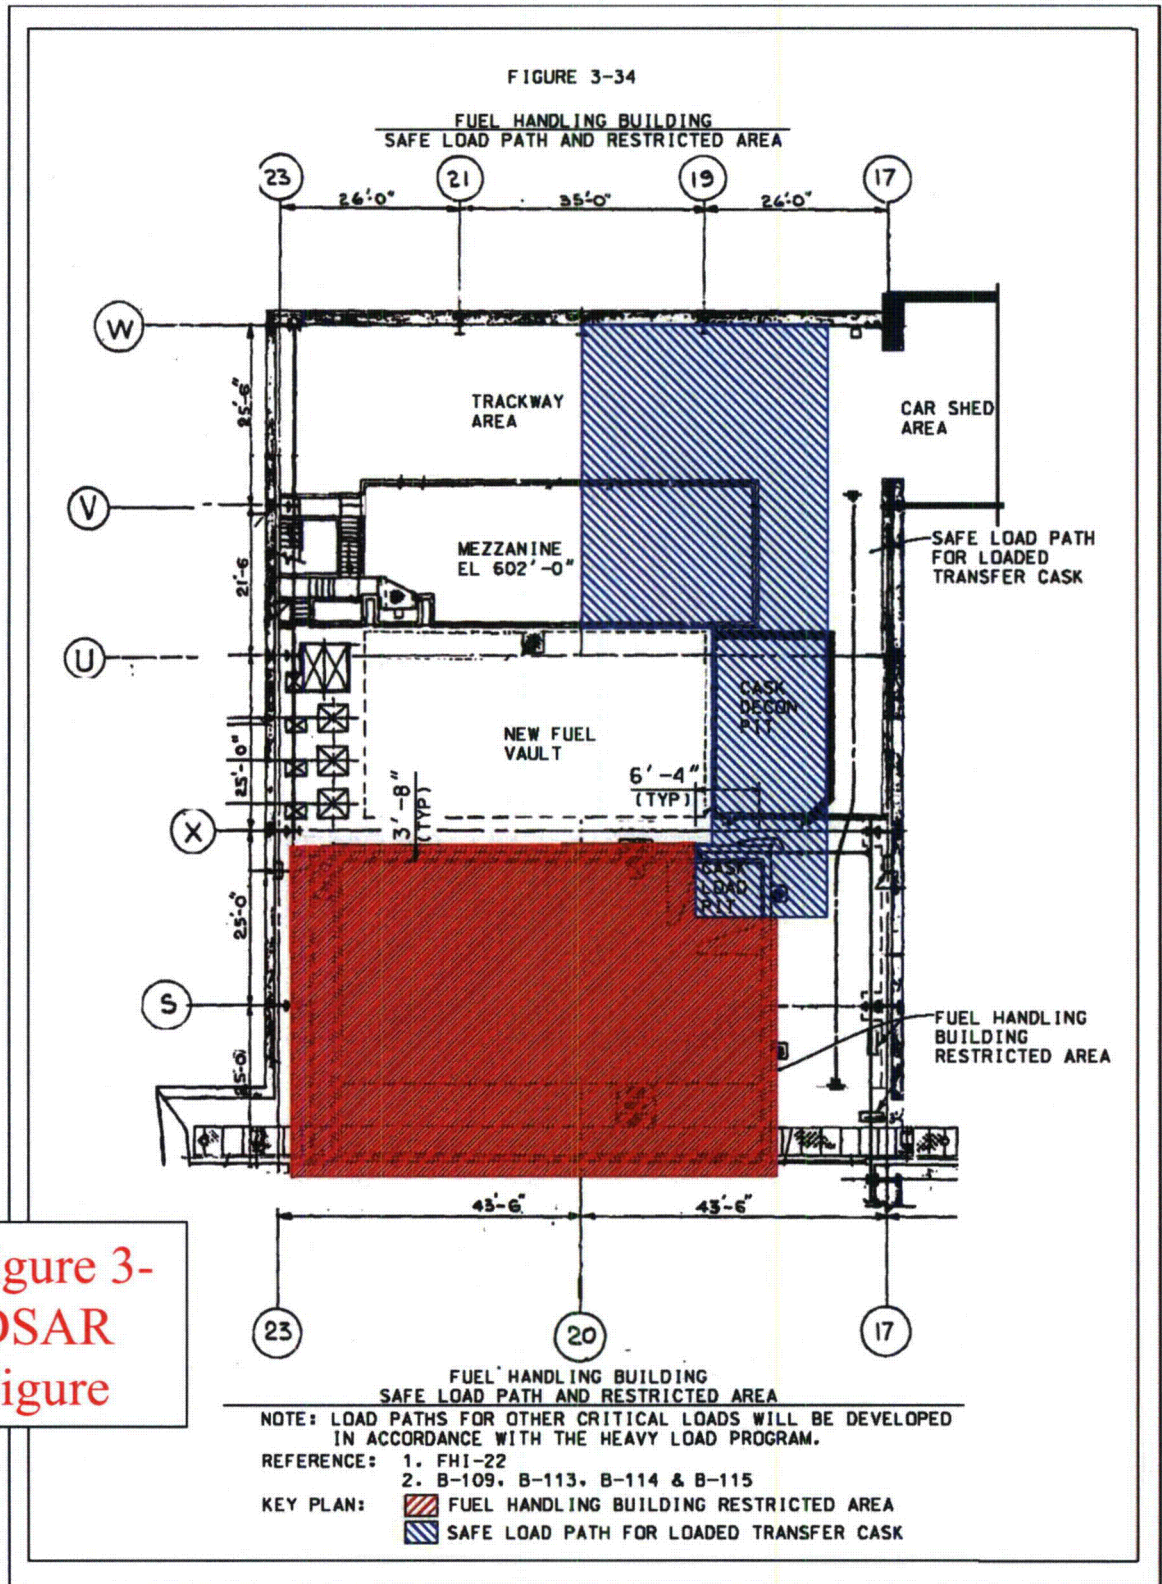 FIGURE 3-34
FUEL HANDLING BUILDING
SAFE LOAD PATH AND RESTRICTED AREA
23
21
19
17
26'-0"
35'-0"
26'-0"
W
25'-6"
TRACKWAY
AREA
CAR SHED
AREA
V
MEZZANINE
EL 602'-0"
SAFE LOAD PATH
FOR LOADED
TRANSFER CASK
21'-6
U
CASK
DECON
PIT
NEW FUEL
VAULT
25'-0"
6'-4"
(TYP)
3'-8"
(TYP)
X
CASK
LOAD
PIT
25'-0"
S
FUEL HANDLING
BUILDING
RESTRICTED AREA
25'-0
43'-6"
43'-6"
gure 3-
OSAR
igure
23
20
17
FUEL HANDLING BUILDING
SAFE LOAD PATH AND RESTRICTED AREA
NOTE: LOAD PATHS FOR OTHER CRITICAL LOADS WILL BE DEVELOPED
IN ACCORDANCE WITH THE HEAVY LOAD PROGRAM.
REFERENCE: 1. FHI-22
2. B-109, B-113, B-114 & B-115
KEY PLAN: FUEL HANDLING BUILDING RESTRICTED AREA
SAFE LOAD PATH FOR LOADED TRANSFER CASK